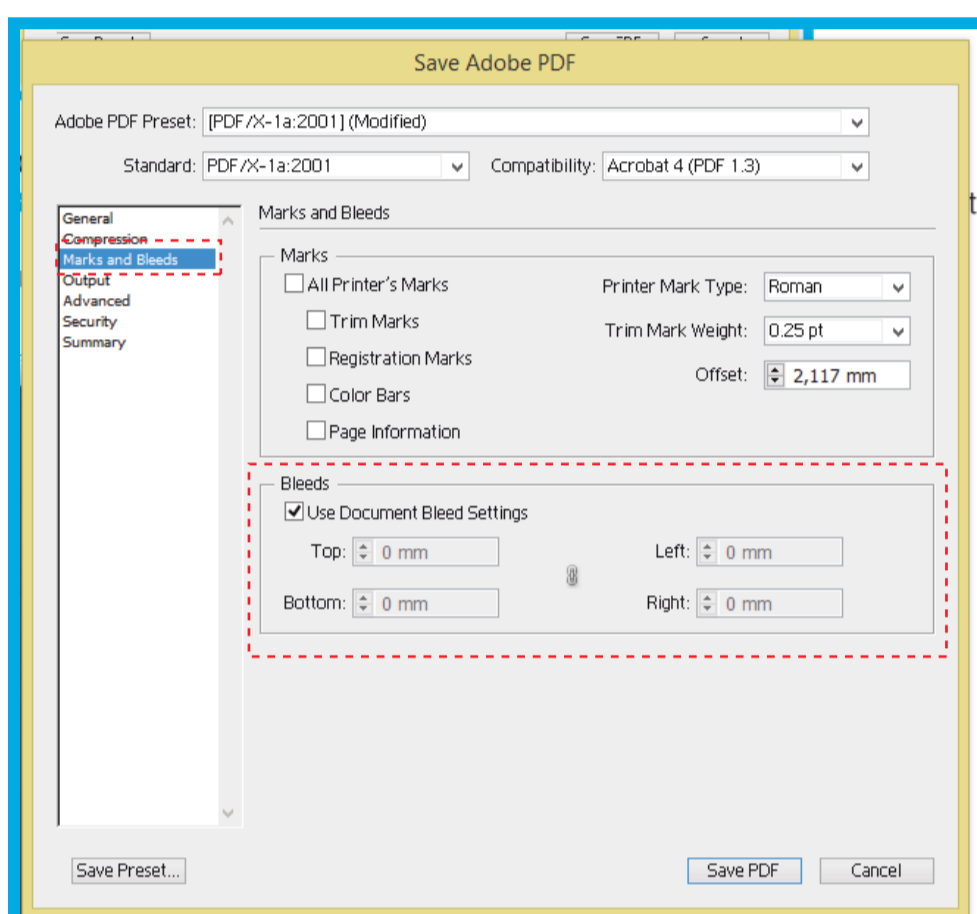 Save Adobe PDF
Adobe PDF Preset: [PDF/X-1a:2001] (Modified)
Standard: PDF/X-1a:2001 Compatibility: Acrobat 4 (PDF 1.3)
General
Compression
Marks and Bleeds
Output
Advanced
Security
Summary
Marks and Bleeds
Marks
All Printer's Marks
Trim Marks
Registration Marks
Color Bars
Page Information
Printer Mark Type: Roman
Trim Mark Weight: 0.25 pt
Offset: 2,117 mm
Bleeds
Use Document Bleed Settings
Top: 0 mm Left: 0 mm
Bottom: 0 mm Right: 0 mm
Save Preset... Save PDF Cancel
t